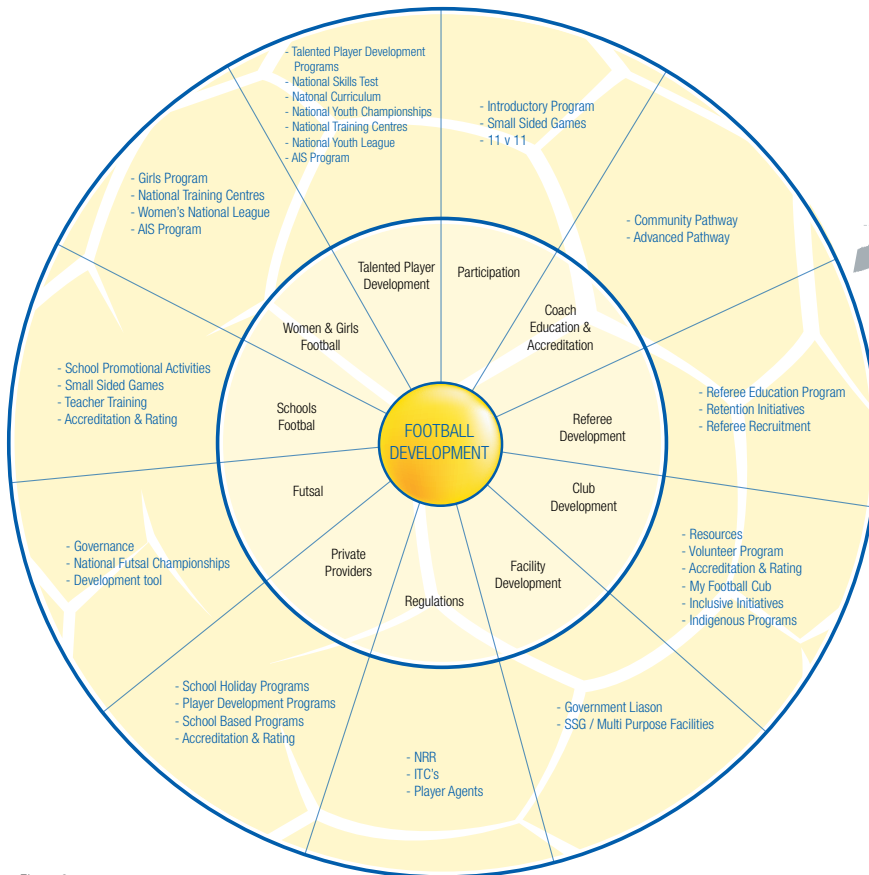 - Talented Player Development
Programs
- National Skills Test
- Natonal Curriculum
- National Youth Championships
- National Training Centres
- National Youth League
- AIS Program
- Introductory Program
- Small Sided Games
- 11 v 11
- Girls Program
- National Training Centres
- Women's National League
- AIS Program
- Community Pathway
- Advanced Pathway
Talented Player
Development
Participation
Women & Girls
Football
Coach
Education &
Accreditation
- School Promotional Activities
- Small Sided Games
- Teacher Training
- Accreditation & Rating
Schools
Footbal
FOOTBALL
DEVELOPMENT
Referee
Development
- Referee Education Program
- Retention Initiatives
- Referee Recruitment
Futsal
Club
Development
- Governance
- National Futsal Championships
- Development tool
Private
Providers
Regulations
Facility
Development
- Resources
- Volunteer Program
- Accreditation & Rating
- My Football Cub
- Inclusive Initiatives
- Indigenous Programs
- School Holiday Programs
- Player Development Programs
- School Based Programs
- Accreditation & Rating
- NRR
- ITC's
- Player Agents
- Government Liason
- SSG / Multi Purpose Facilities